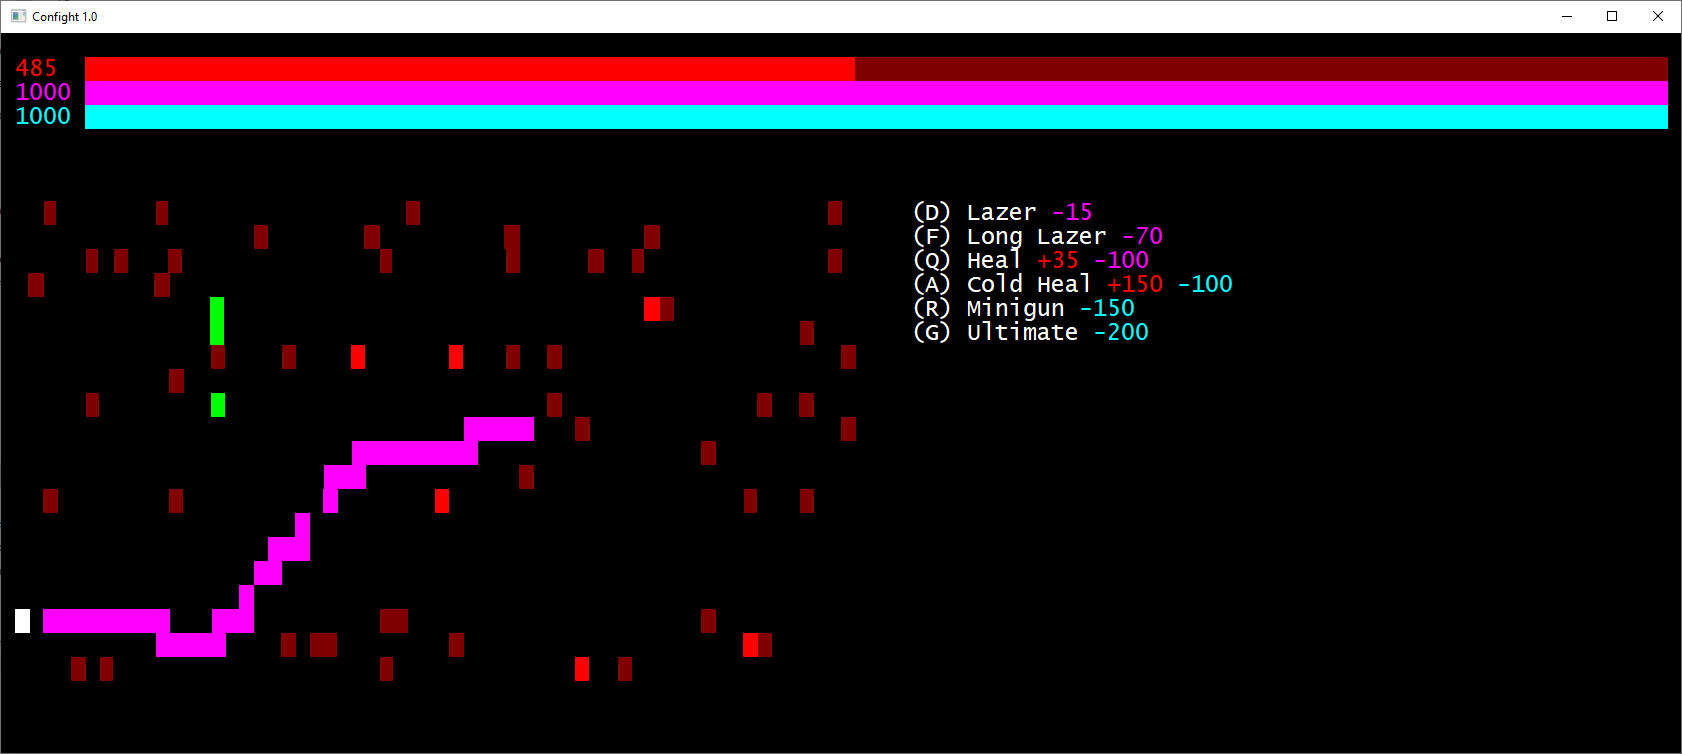 Confight 1.0
485
1000
1000
(D) Lazer -15
(F) Long Lazer -70
(Q) Heal +35 -100
(A) Cold Heal +150 -100
(R) Minigun -150
(G) Ultimate -200